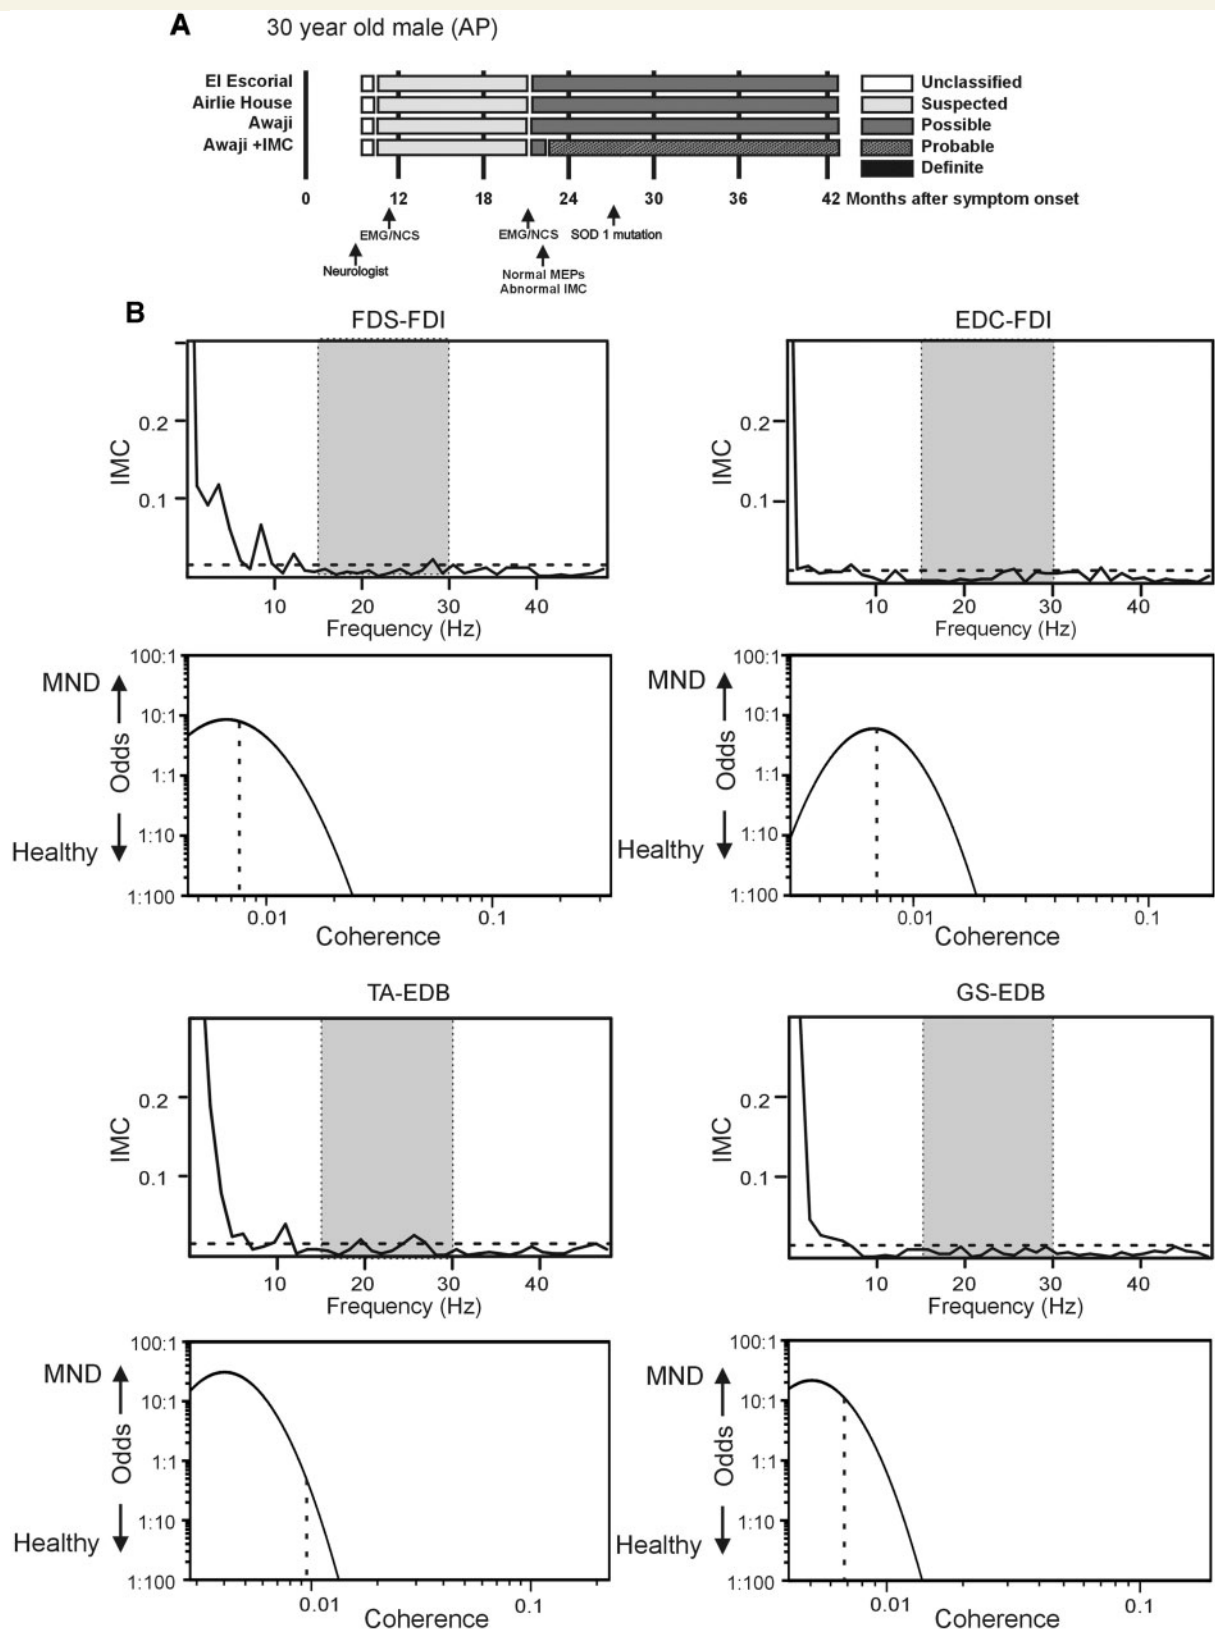 A
30 year old male (AP)
El Escorial
Airlie House
Awaji
Awaji +IMC
Unclassified
Suspected
Possible
Probable
Definite
0 12 18 24 30 36 42 Months after symptom onset
EMG/NCS EMG/NCS SOD 1 mutation
Neurologist
Normal MEPs
Abnormal IMC
B
FDS-FDI
IMC
0.2
0.1
10 20 30 40
Frequency (Hz)
EDC-FDI
IMC
0.2
0.1
10 20 30 40
Frequency (Hz)
MND
Odds
Healthy
100:1
10:1
1:1
1:10
1:100
0.01 0.1
Coherence
MND
Odds
Healthy
100:1
10:1
1:1
1:10
1:100
0.01 0.1
Coherence
TA-EDB
IMC
0.2
0.1
10 20 30 40
Frequency (Hz)
GS-EDB
IMC
0.2
0.1
10 20 30 40
Frequency (Hz)
MND
Odds
Healthy
100:1
10:1
1:1
1:10
1:100
0.01 0.1
Coherence
MND
Odds
Healthy
100:1
10:1
1:1
1:10
1:100
0.01 0.1
Coherence